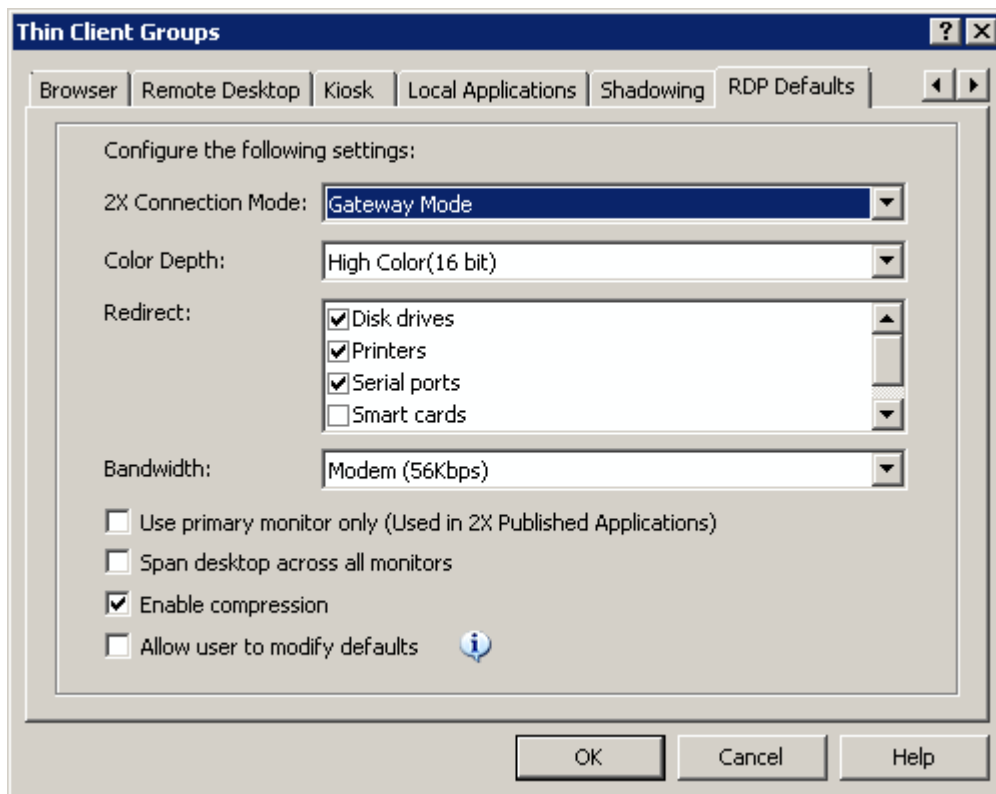 Thin Client Groups
Browser Remote Desktop Kiosk Local Applications Shadowing RDP Defaults
Configure the following settings:
2X Connection Mode: Gateway Mode
Color Depth: High Color(16 bit)
Redirect: Disk drives
Printers
Serial ports
Smart cards
Bandwidth: Modem (56Kbps)
Use primary monitor only (Used in 2X Published Applications)
Span desktop across all monitors
Enable compression
Allow user to modify defaults
OK Cancel Help